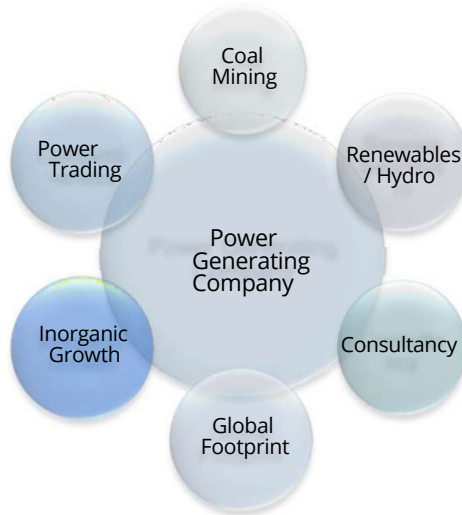 Coal
Mining
Power
Trading
Renewables
/ Hydro
Power
Generating
Company
Inorganic
Growth
Consultancy
Global
Footprint